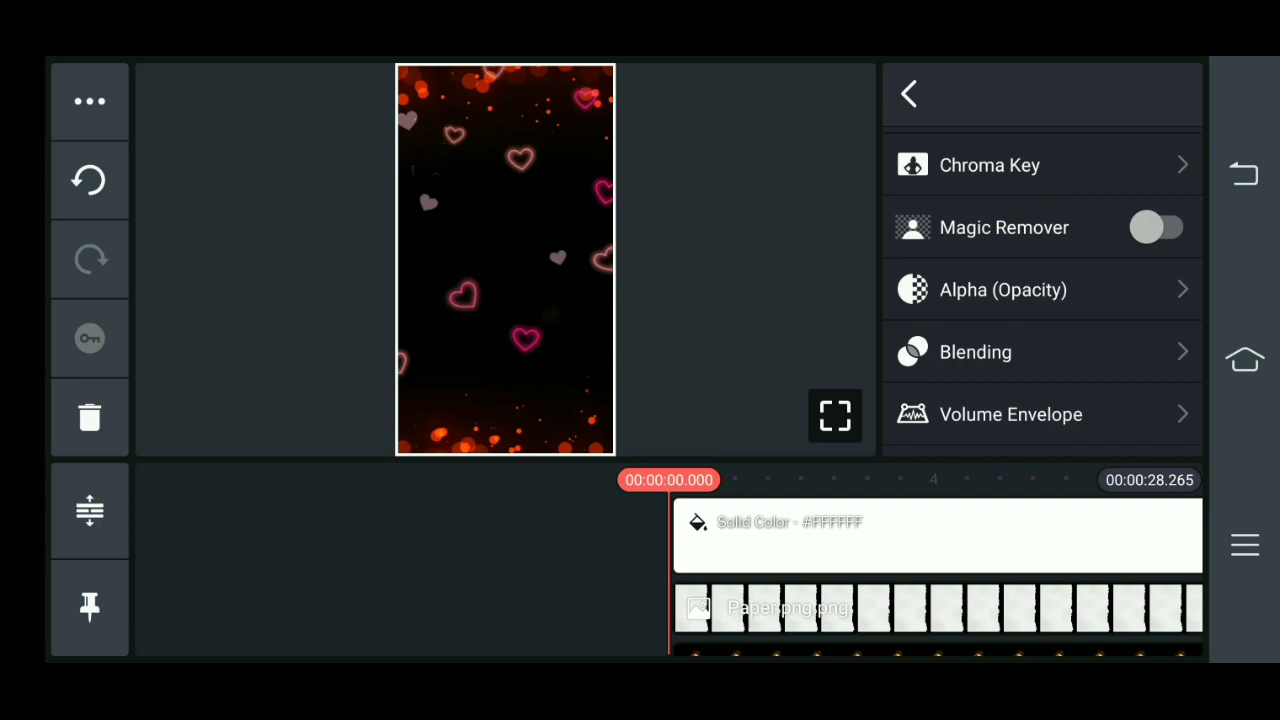 Chroma Key
Magic Remover
Alpha (Opacity)
Blending
Volume Envelope
00:00:00.000
4
00:00:28.265
Solid Color - #FFFFFF
Paper png.png